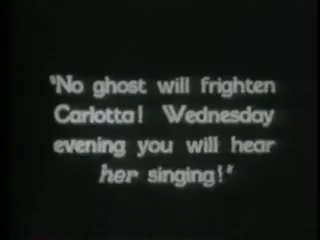 "No ghost will frighten
Carlotta! Wednesday
evening you will hear
her singing!"